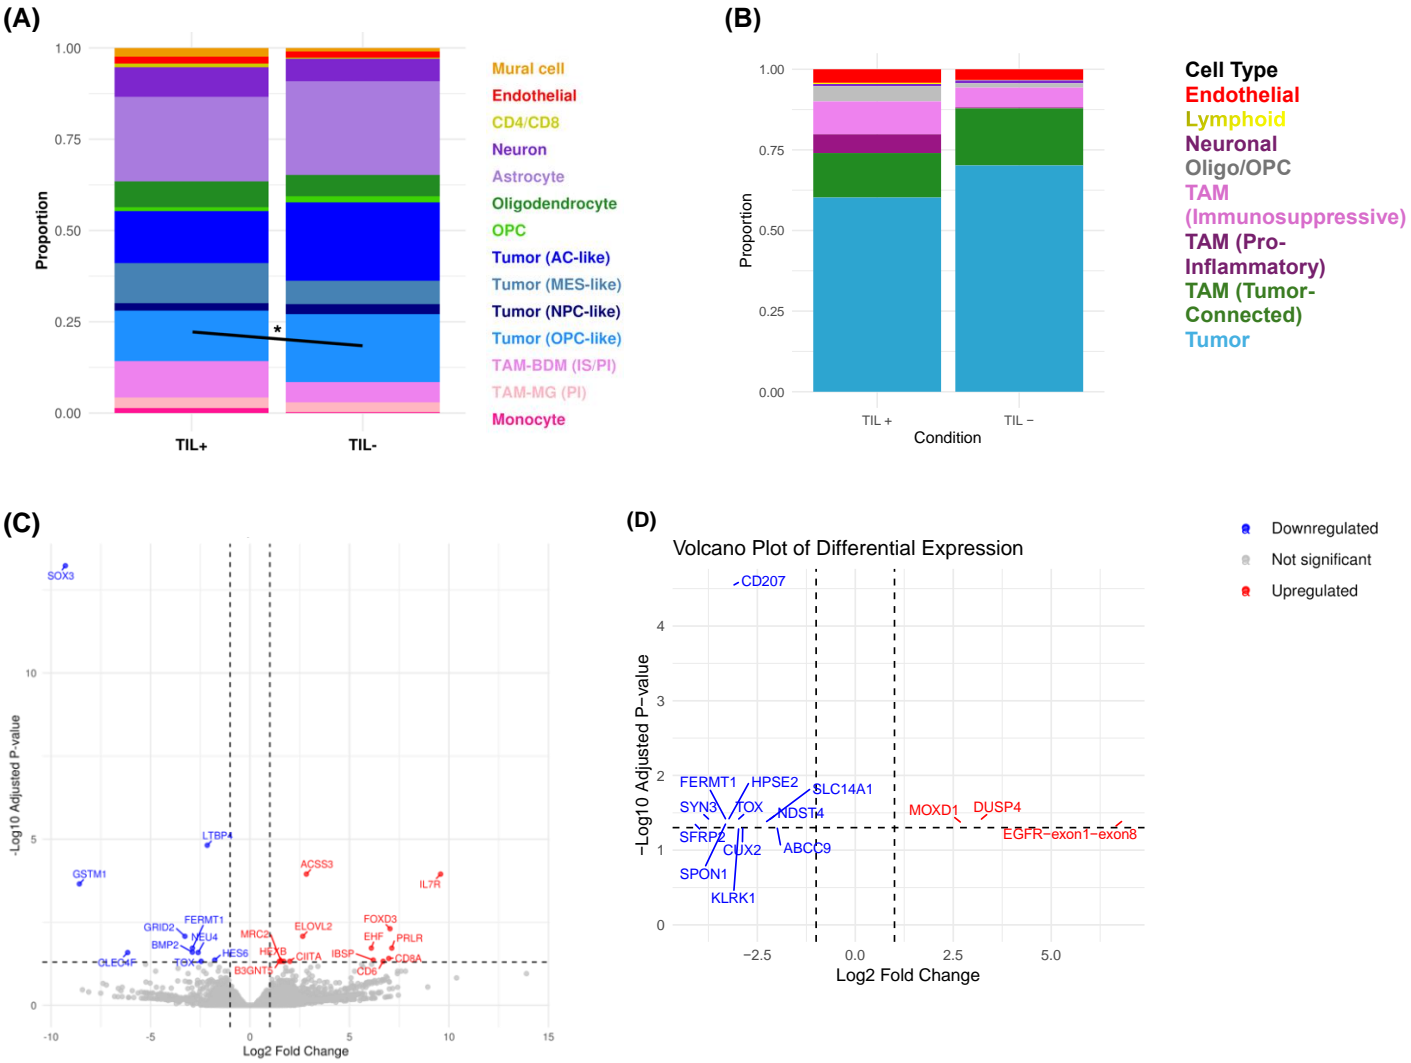 (A)
1.00
0.75
0.50
0.25
0.00
Proportion
*
TIL+
TIL-
Mural cell
Endothelial
CD4/CD8
Neuron
Astrocyte
Oligodendrocyte
OPC
Tumor (AC-like)
Tumor (MES-like)
Tumor (NPC-like)
Tumor (OPC-like)
TAM-BDM (IS/PI)
TAM-MG (PI)
Monocyte
(B)
1.00
0.75
0.50
0.25
0.00
Proportion
TIL +
TIL −
Condition
Cell Type
Endothelial
Lymphoid
Neuronal
Oligo/OPC
TAM
(Immunosuppressive)
TAM (Pro-
Inflammatory)
TAM (Tumor-
Connected)
Tumor
(C)
SOX3
10
LTBP4
5
GSTM1
ACSS3
IL7R
FERMT1
GRID2
NEU4
BMP2
HES6
CLEC4F
TOX
MRC2
ELOVL2
FOXD3
EHF
PRLR
HEXB
CIITA
IBSP
CD8A
B3GNT5
CD6
0
-10
-5
0
5
10
15
-Log10 Adjusted P-value
Log2 Fold Change
(D)
Volcano Plot of Differential Expression
CD207
4
3
2
1
0
FERMT1
HPSE2
SLC14A1
SYN3
TOX
NDST4
MOXD1
DUSP4
SFRP2
CUX2
ABCC9
EGFR−exon1−exon8
SPON1
KLRK1
−Log10 Adjusted P−value
−2.5
0.0
2.5
5.0
Log2 Fold Change
Downregulated
Not significant
Upregulated